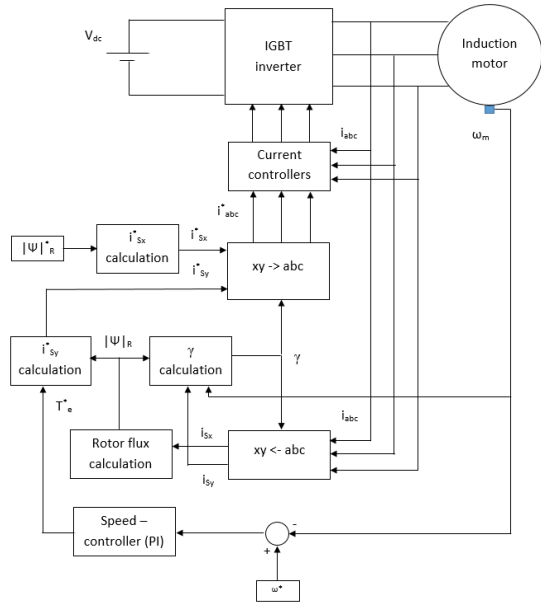 V_dc
IGBT
inverter
Induction
motor
ω_m
i_abc
Current
controllers
i*_abc
|Ψ|*_R
i*_Sx
calculation
i*_Sx
i*_Sy
xy -> abc
i*_Sy
calculation
|Ψ|_R
γ
calculation
γ
T*_e
i_abc
Rotor flux
calculation
i_Sx
i_Sy
xy <- abc
Speed –
controller (PI)
-
+
ω*